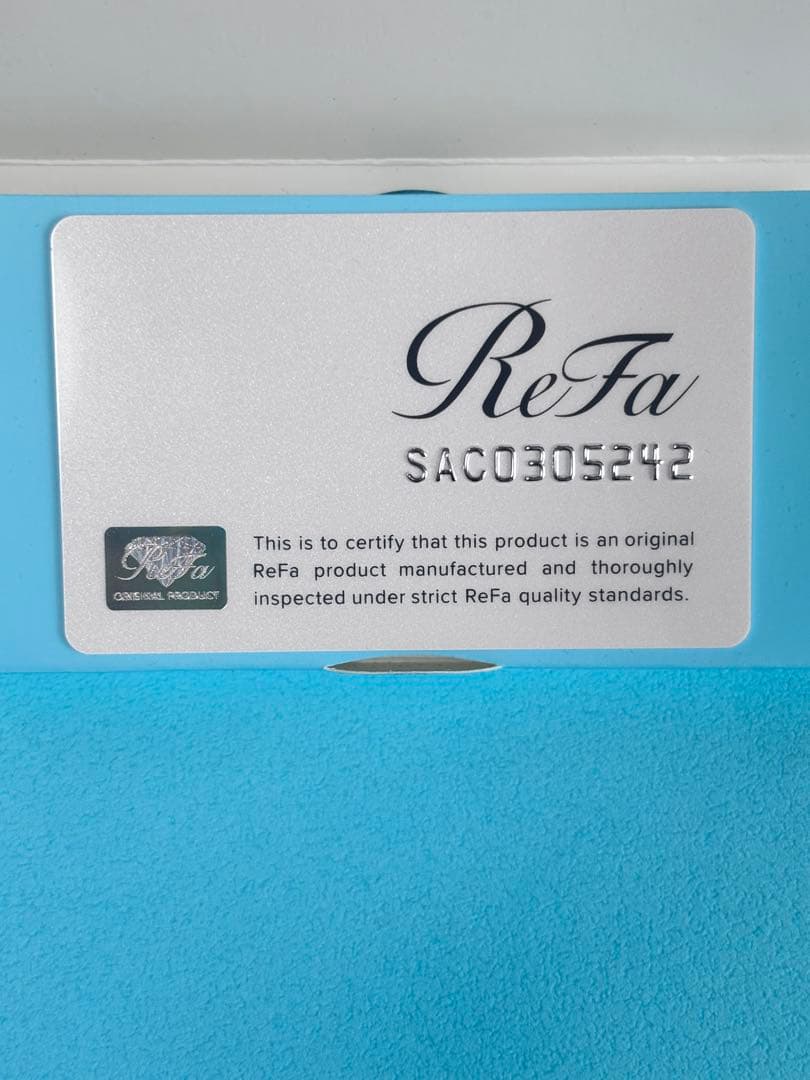 ReFa
SAC0305242
This is to certify that this product is an original
ReFa product manufactured and thoroughly
inspected under strict ReFa quality standards.
ReFa
ORIGINAL PRODUCT